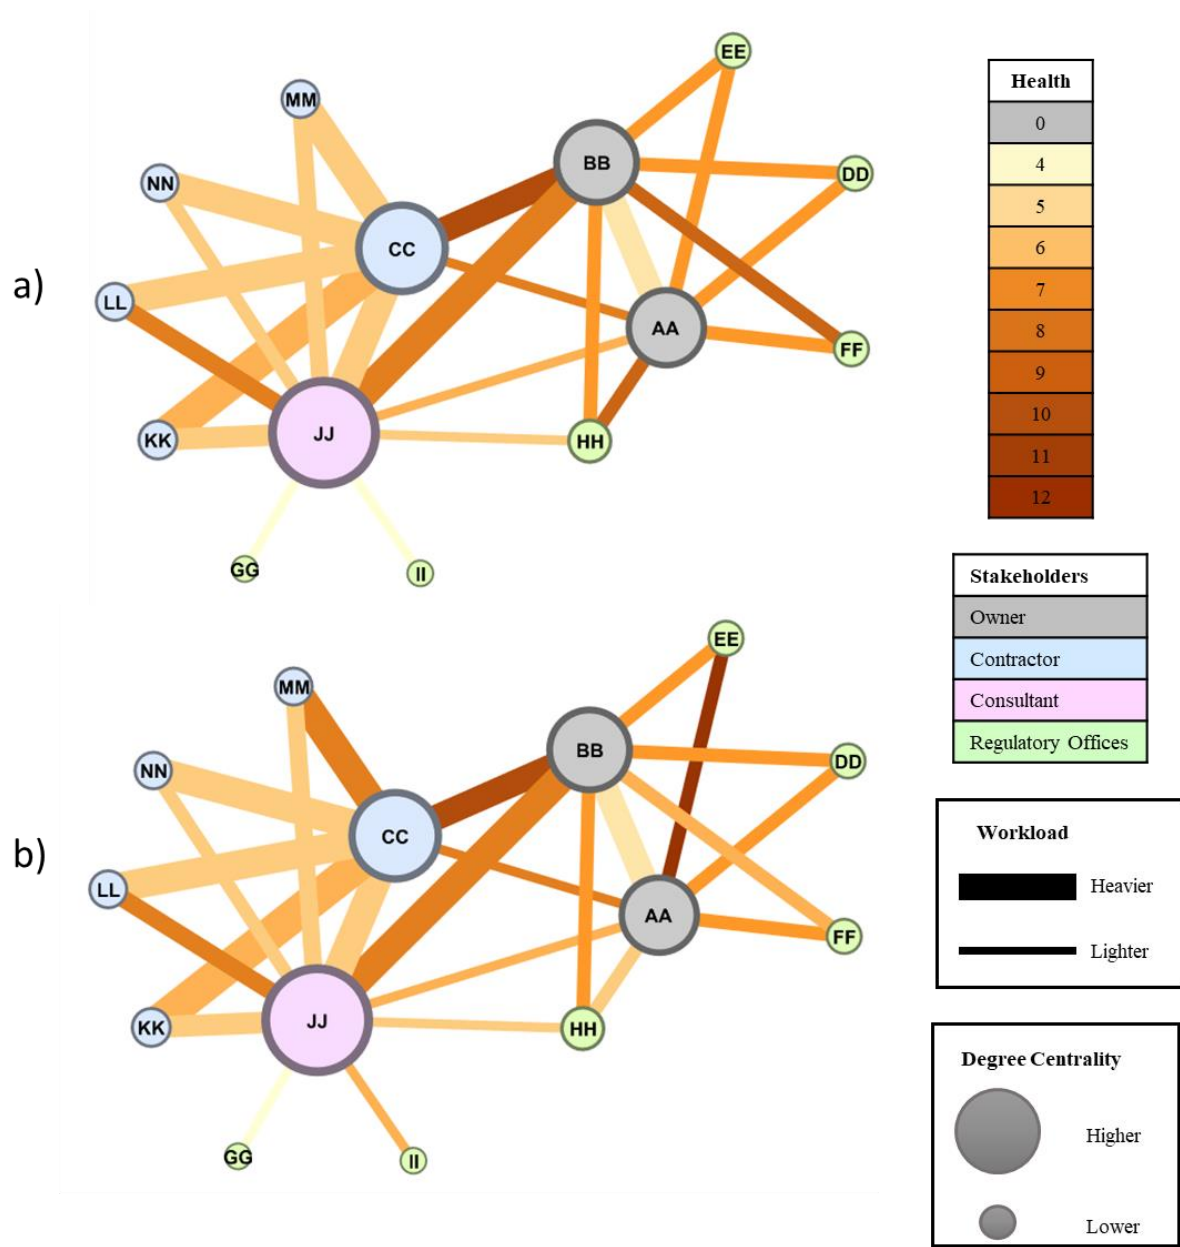 a)
MM
EE
NN
BB
DD
CC
LL
AA
FF
KK
JJ
HH
GG
II
b)
MM
EE
NN
BB
DD
CC
LL
AA
FF
KK
JJ
HH
GG
II
Health
0
4
5
6
7
8
9
10
11
12
Stakeholders
Owner
Contractor
Consultant
Regulatory Offices
Workload
Heavier
Lighter
Degree Centrality
Higher
Lower